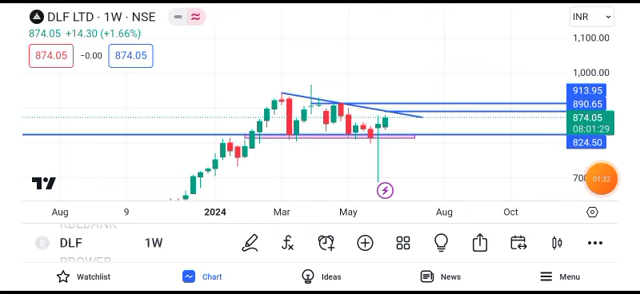 DLF LTD · 1W · NSE
INR
874.05 +14.30 (+1.66%)
874.05 −0.00 874.05
1,100.00
1,000.00
913.95
890.65
874.05
08:01:29
824.50
01:32
Aug 9 2024 Mar May Aug Oct
D DLF 1W
Watchlist Chart Ideas News Menu